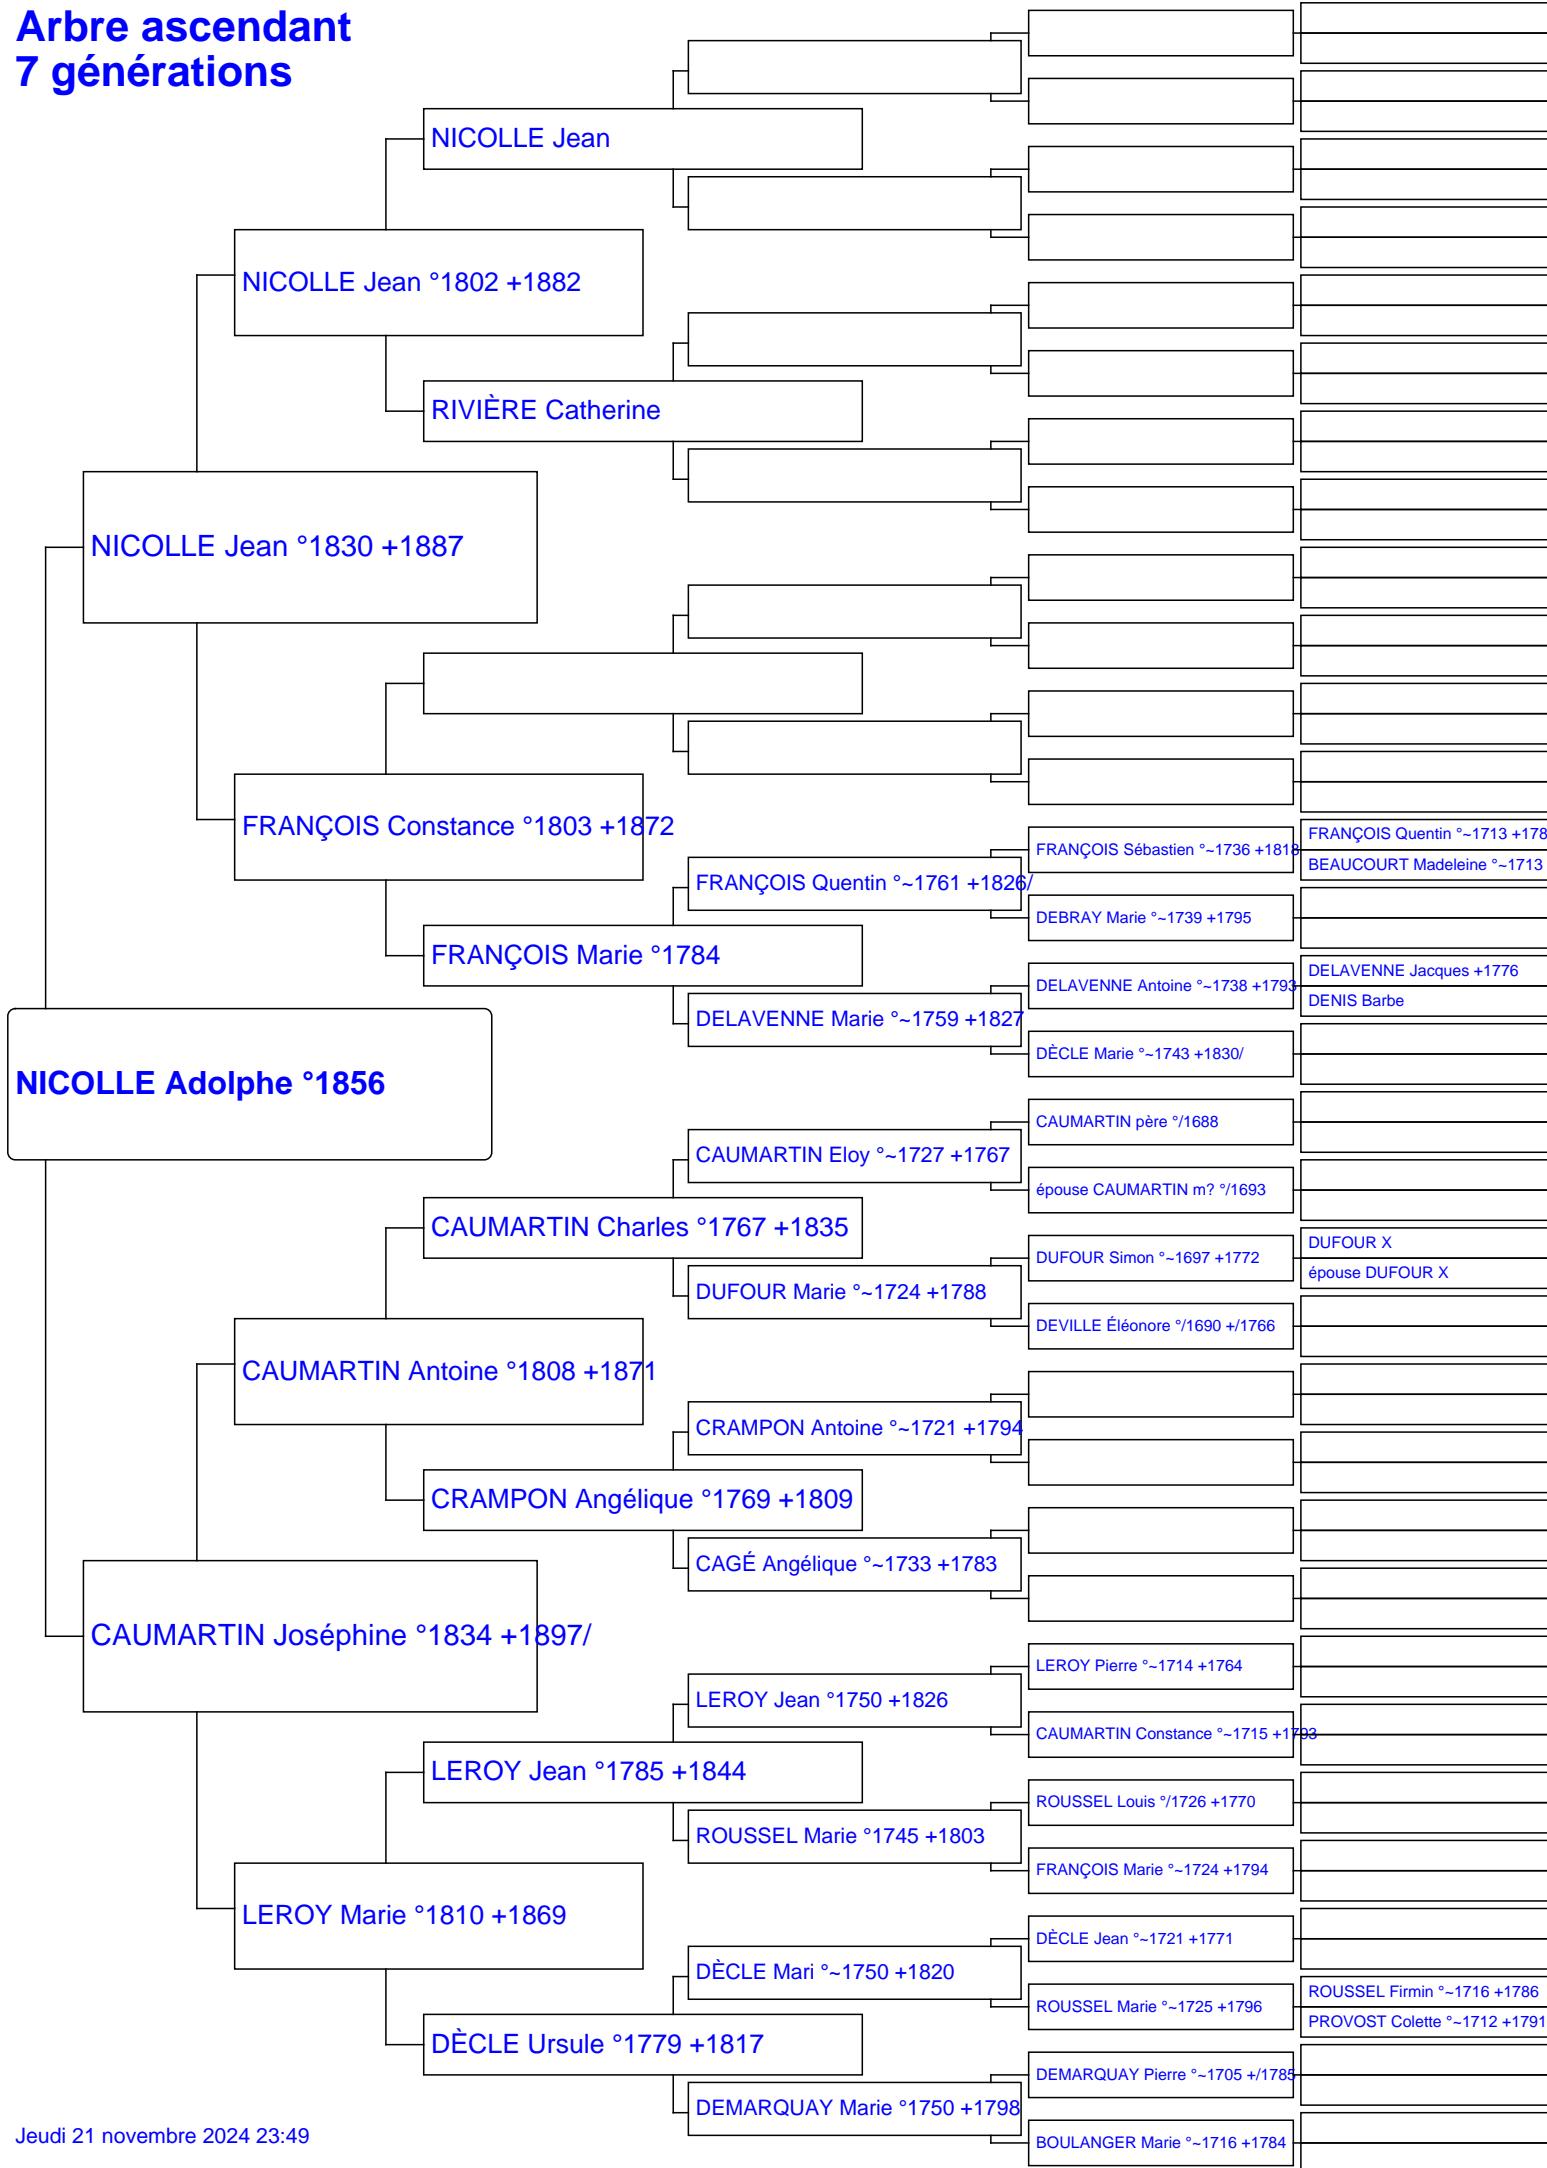 Arbre ascendant
7 générations
NICOLLE Jean
NICOLLE Jean °1802 +1882
RIVIÈRE Catherine
NICOLLE Jean °1830 +1887
FRANÇOIS Constance °1803 +1872
FRANÇOIS Sébastien °~1736 +1818
FRANÇOIS Quentin °~1713 +178
BEAUCOURT Madeleine °~1713
FRANÇOIS Quentin °~1761 +1826/
DEBRAY Marie °~1739 +1795
FRANÇOIS Marie °1784
DELAVENNE Antoine °~1738 +1793
DELAVENNE Jacques +1776
DENIS Barbe
DELAVENNE Marie °~1759 +1827
DÈCLE Marie °~1743 +1830/
NICOLLE Adolphe °1856
CAUMARTIN père °/1688
CAUMARTIN Eloy °~1727 +1767
épouse CAUMARTIN m? °/1693
CAUMARTIN Charles °1767 +1835
DUFOUR Simon °~1697 +1772
DUFOUR X
épouse DUFOUR X
DUFOUR Marie °~1724 +1788
DEVILLE Éléonore °/1690 +/1766
CAUMARTIN Antoine °1808 +1871
CRAMPON Antoine °~1721 +1794
CRAMPON Angélique °1769 +1809
CAGÉ Angélique °~1733 +1783
CAUMARTIN Joséphine °1834 +1897/
LEROY Pierre °~1714 +1764
LEROY Jean °1750 +1826
CAUMARTIN Constance °~1715 +1793
LEROY Jean °1785 +1844
ROUSSEL Louis °/1726 +1770
ROUSSEL Marie °1745 +1803
FRANÇOIS Marie °~1724 +1794
LEROY Marie °1810 +1869
DÈCLE Jean °~1721 +1771
DÈCLE Mari °~1750 +1820
ROUSSEL Marie °~1725 +1796
ROUSSEL Firmin °~1716 +1786
PROVOST Colette °~1712 +1791
DÈCLE Ursule °1779 +1817
DEMARQUAY Pierre °~1705 +/1785
DEMARQUAY Marie °1750 +1798
BOULANGER Marie °~1716 +1784
Jeudi 21 novembre 2024 23:49